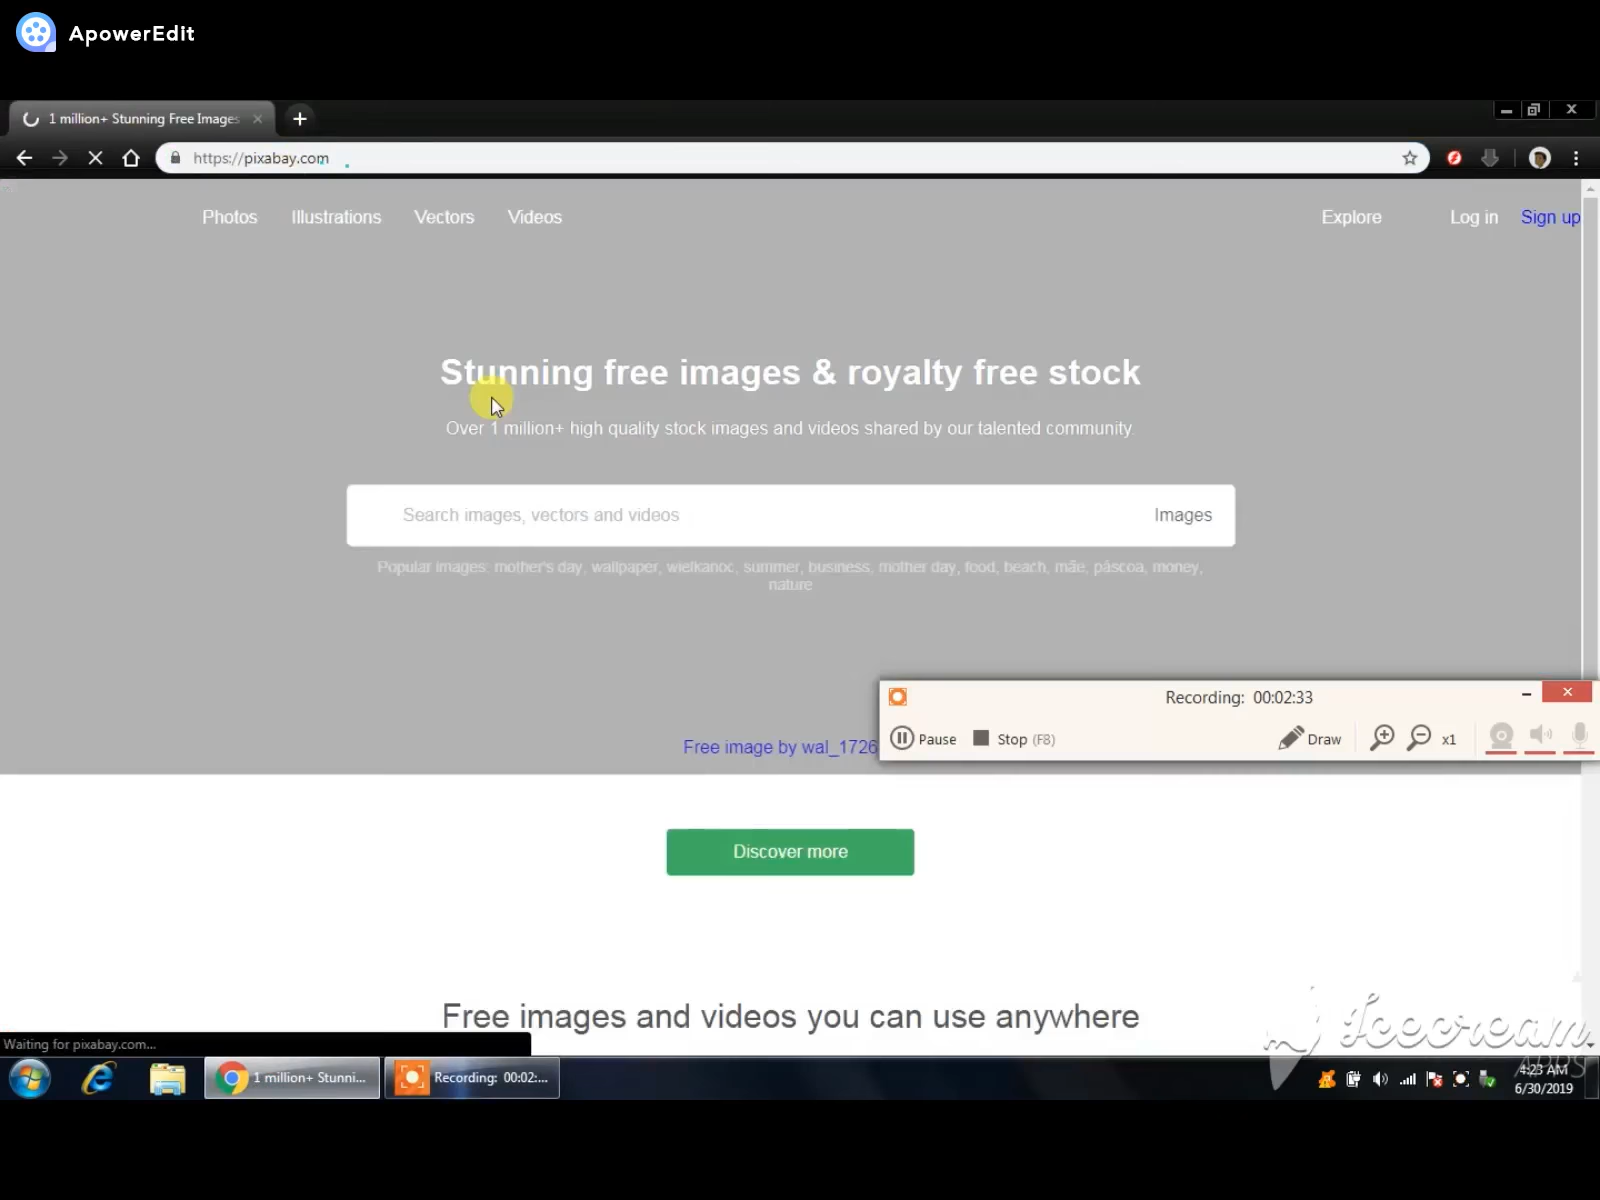 ApowerEdit
1 million+ Stunning Free Images
https://pixabay.com
Photos Illustrations Vectors Videos Explore Log in Sign up
Stunning free images & royalty free stock
Over 1 million+ high quality stock images and videos shared by our talented community.
Search images, vectors and videos Images
Popular images: mother's day, wallpaper, wielkanoc, summer, business, mother day, food, beach, mãe, páscoa, money,
nature
Recording: 00:02:33
Pause Stop (F8) Draw x1
Free image by wal_1726
Discover more
Free images and videos you can use anywhere
Icecream
APPS
Waiting for pixabay.com...
1 million+ Stunni... Recording: 00:02:... 4:23 AM
6/30/2019